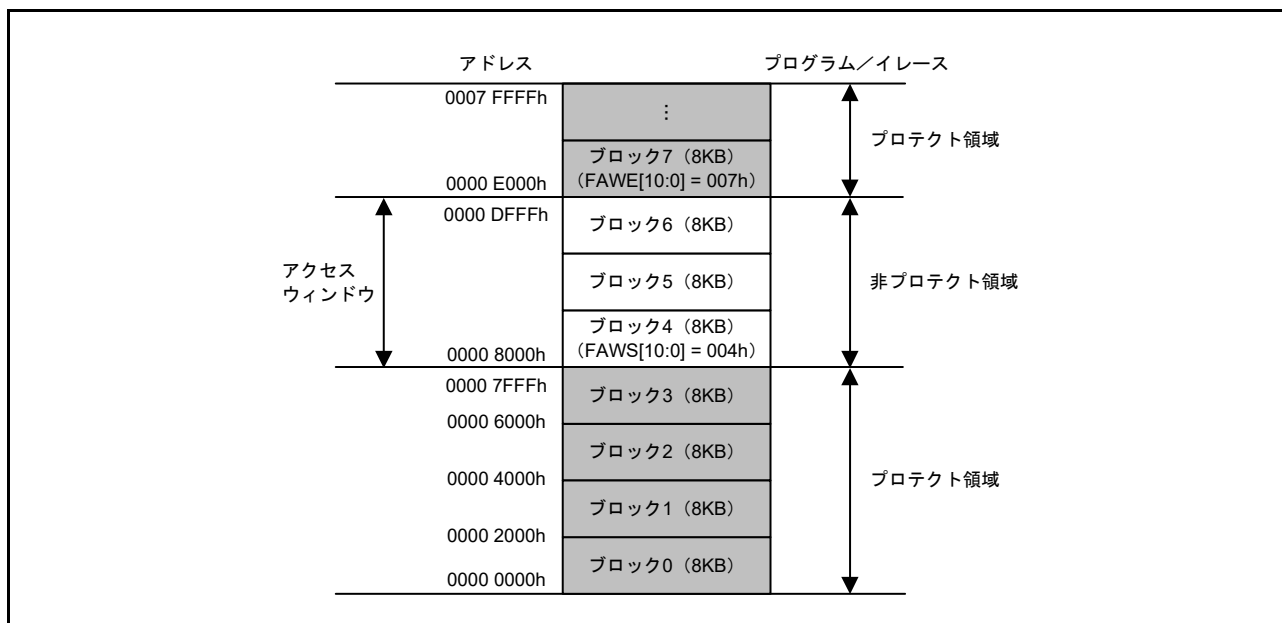 アドレス
プログラム／イレース
0007 FFFFh
⋮
プロテクト領域
ブロック7（8KB）
（FAWE[10:0] = 007h）
0000 E000h
0000 DFFFh
ブロック6（8KB）
アクセス
ウィンドウ
ブロック5（8KB）
非プロテクト領域
ブロック4（8KB）
（FAWS[10:0] = 004h）
0000 8000h
0000 7FFFh
ブロック3（8KB）
0000 6000h
ブロック2（8KB）
0000 4000h
プロテクト領域
ブロック1（8KB）
0000 2000h
ブロック0（8KB）
0000 0000h